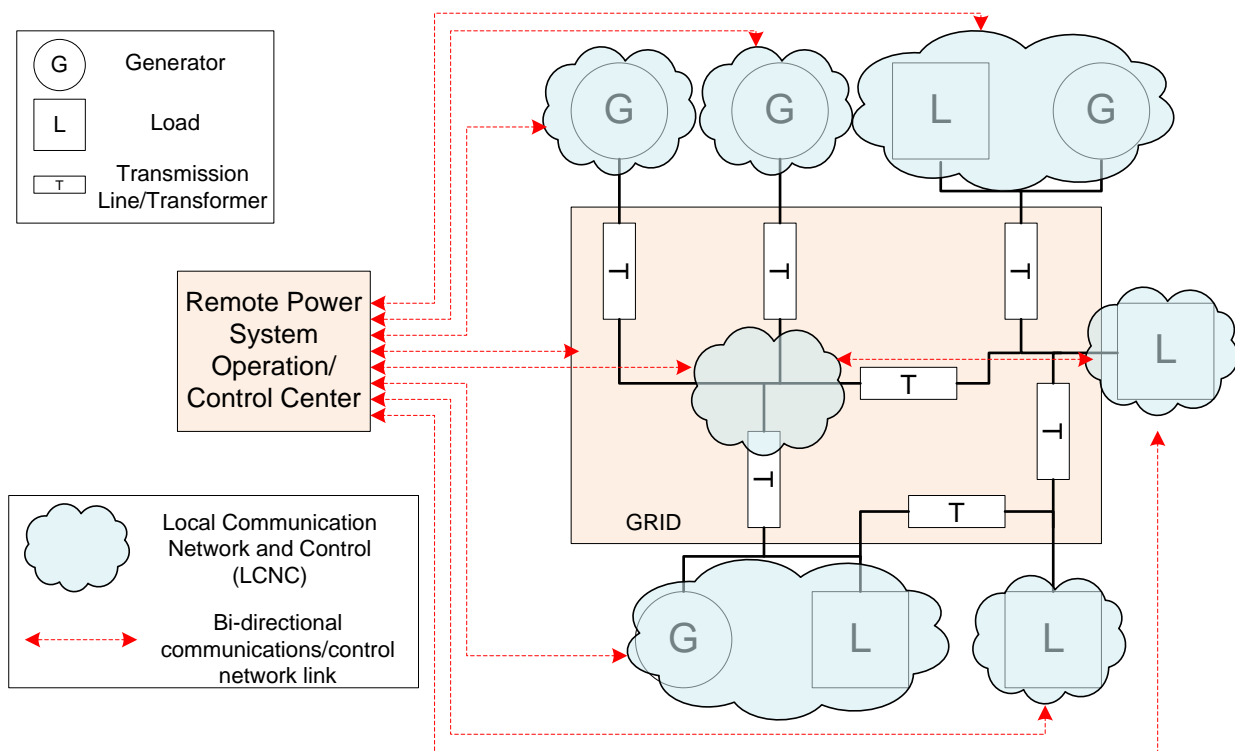 G
Generator
L
Load
T
Transmission
Line/Transformer
G
G
L
G
T
T
T
Remote Power
System
Operation/
Control Center
L
T
T
T
T
GRID
Local Communication
Network and Control
(LCNC)
Bi-directional
communications/control
network link
G
L
L